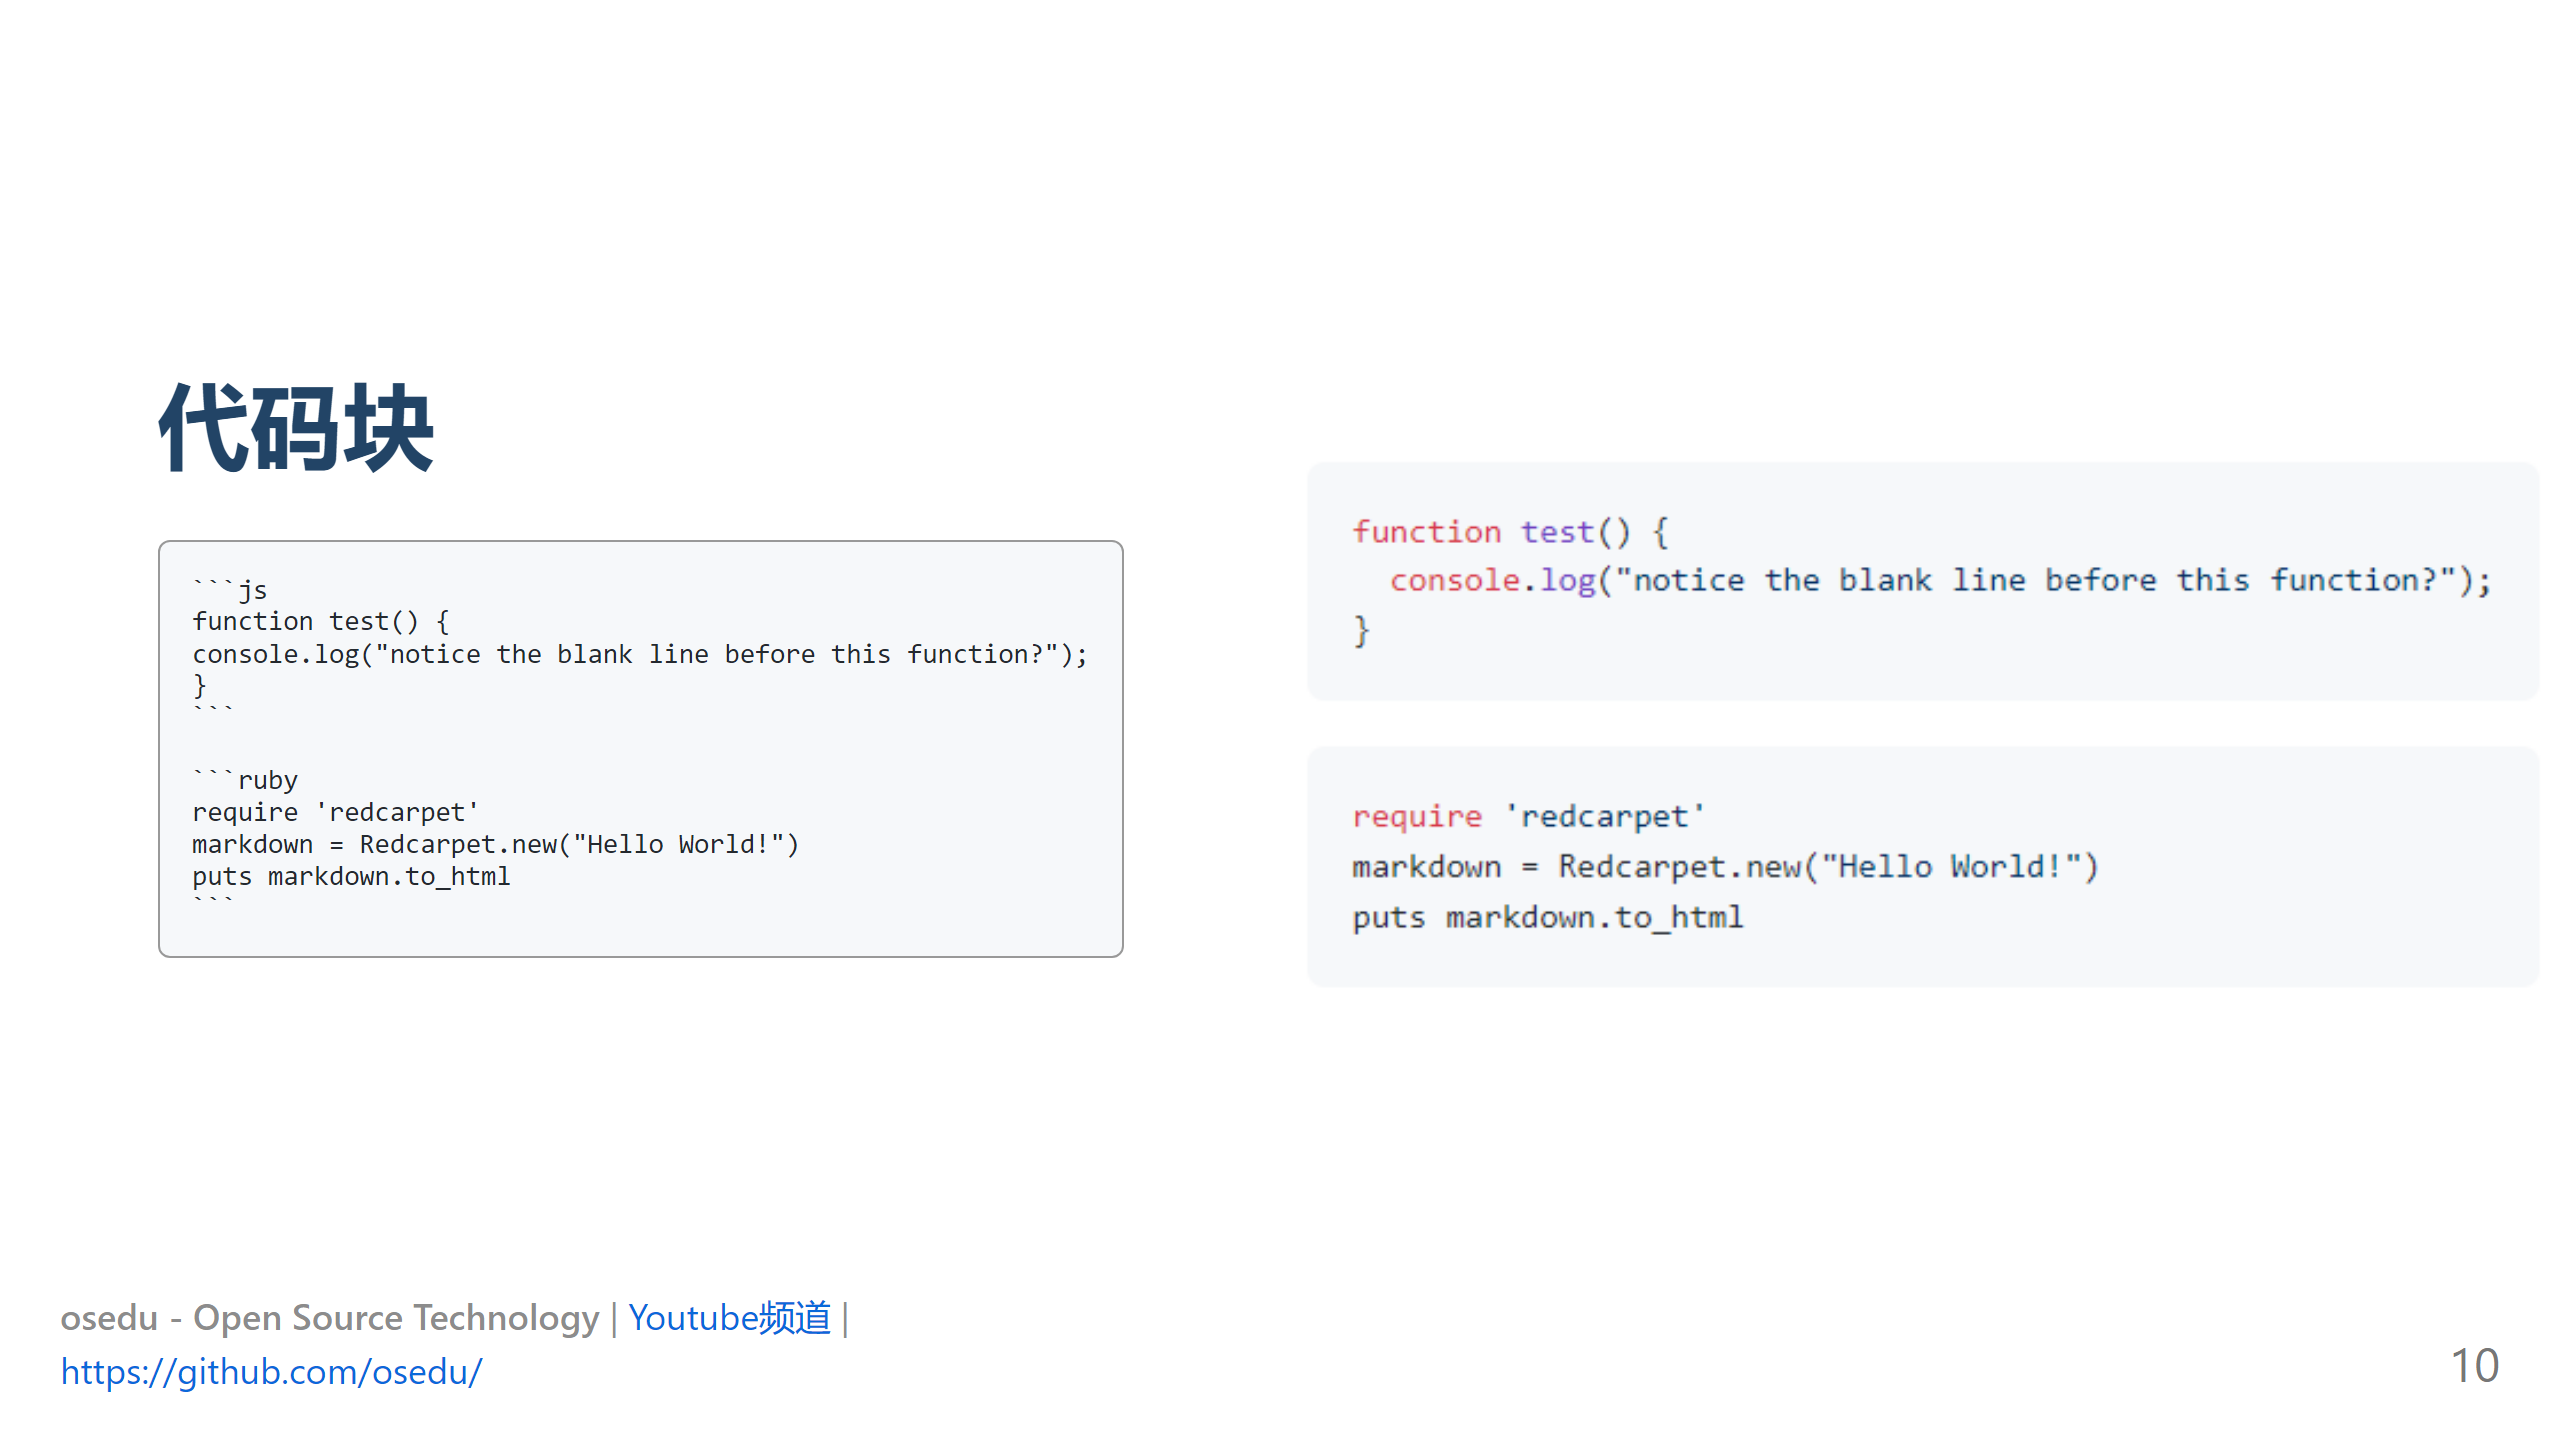 代码块
```js
function test() {
console.log("notice the blank line before this function?");
}
```

```ruby
require 'redcarpet'
markdown = Redcarpet.new("Hello World!")
puts markdown.to_html
```
function test() {
  console.log("notice the blank line before this function?");
}
require 'redcarpet'
markdown = Redcarpet.new("Hello World!")
puts markdown.to_html
osedu - Open Source Technology | Youtube频道 |
https://github.com/osedu/
10